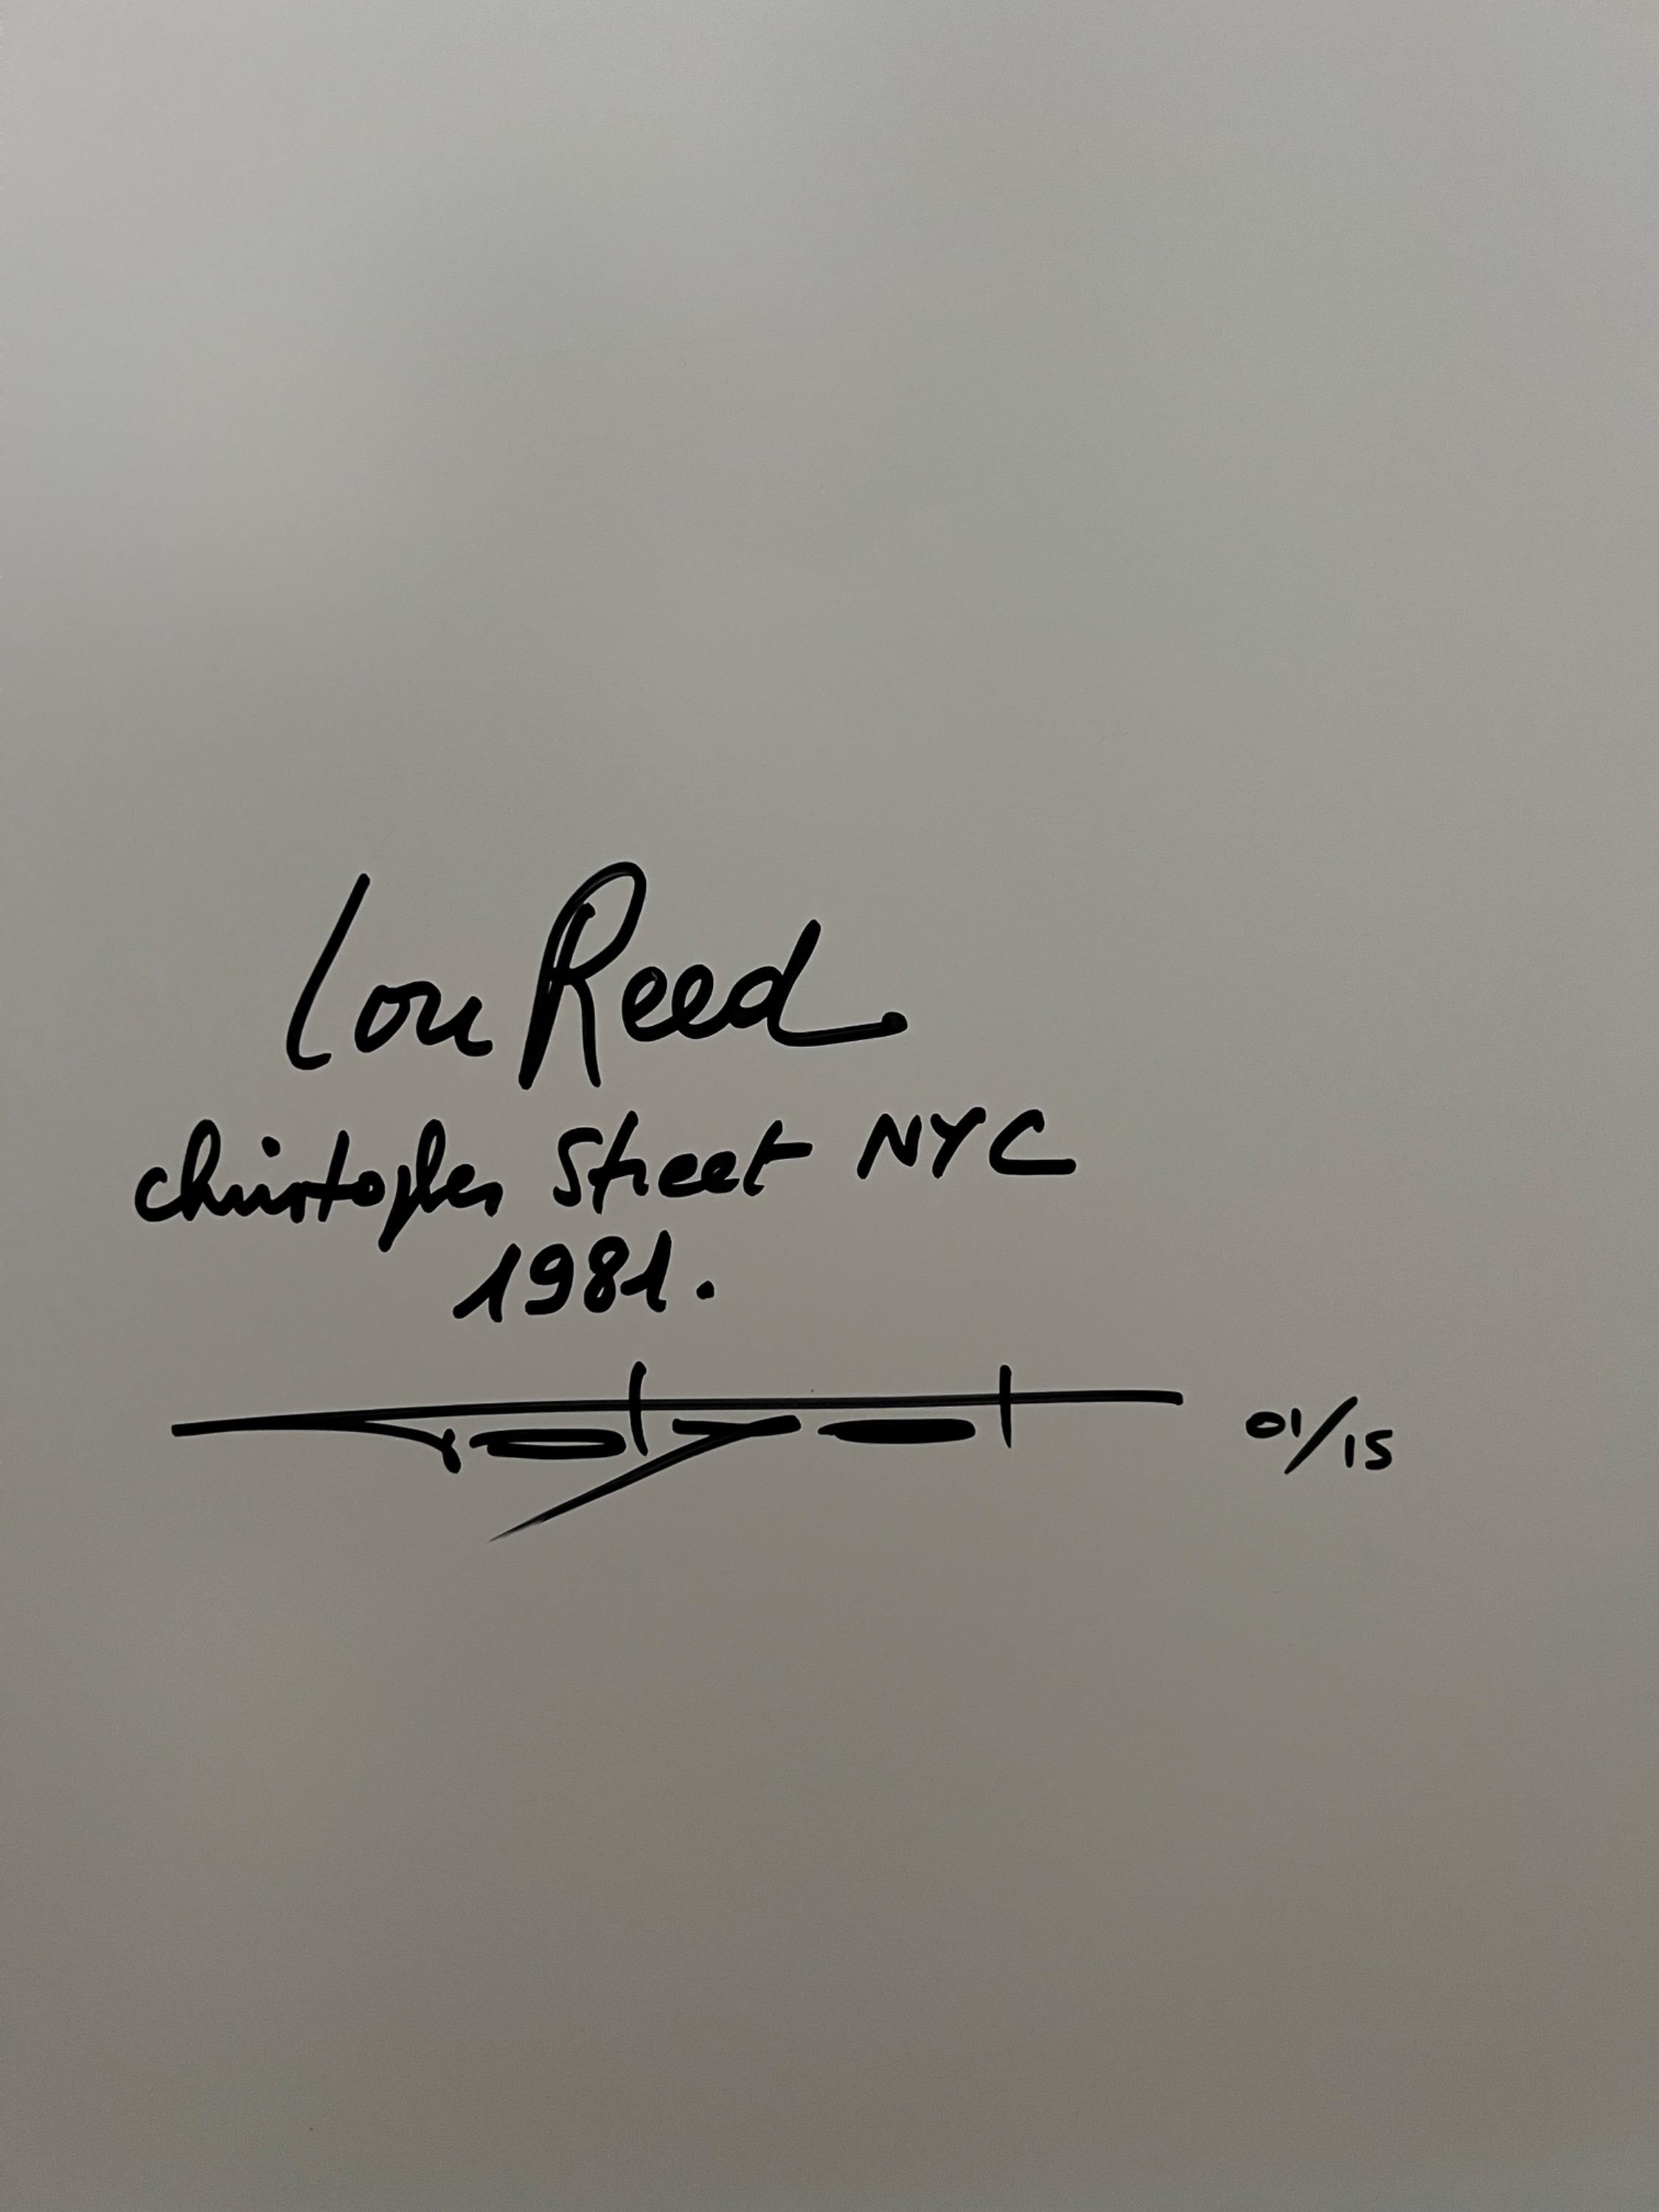 Lou Reed
Christopher Street NYC
1981.
01/15